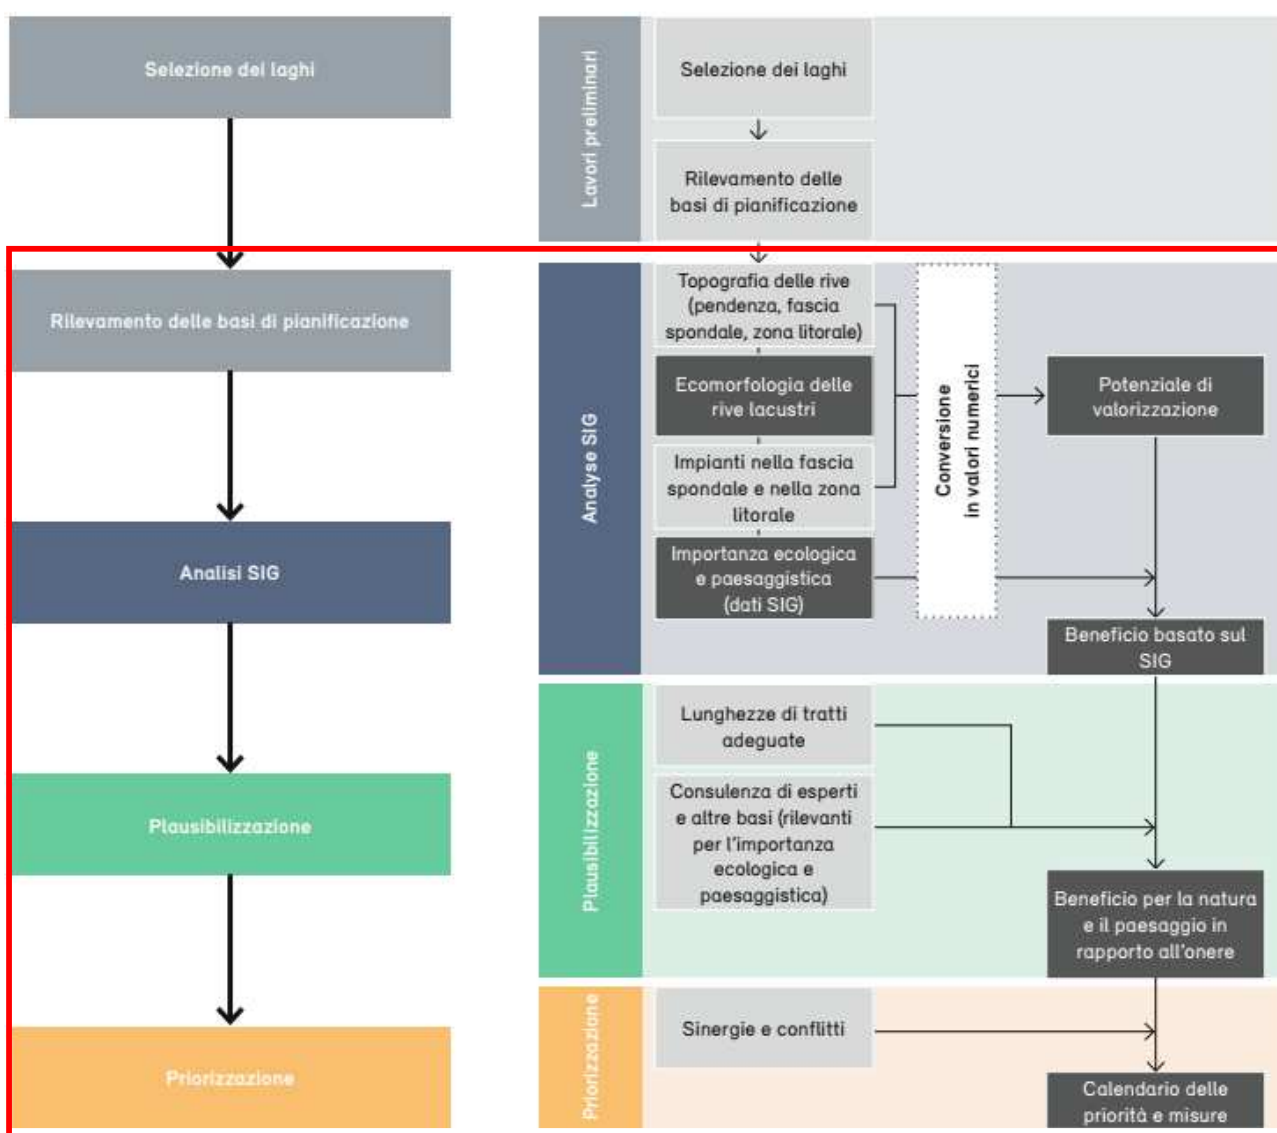 Selezione dei laghi
Rilevamento delle basi di pianificazione
Analisi SIG
Plausibilizzazione
Priorizzazione
Lavori preliminari
Selezione dei laghi
Rilevamento delle
basi di pianificazione
Analyse SIG
Topografia delle rive
(pendenza, fascia
spondale, zona litorale)
Ecomorfologia delle
rive lacustri
Impianti nella fascia
spondale e nella zona
litorale
Importanza ecologica
e paesaggistica
(dati SIG)
Conversione
in valori numerici
Potenziale di
valorizzazione
Beneficio basato sul
SIG
Plausibilizzazione
Lunghezze di tratti
adeguate
Consulenza di esperti
e altre basi (rilevanti
per l'importanza
ecologica e
paesaggistica)
Beneficio per la natura
e il paesaggio in
rapporto all'onere
Priorizzazione
Sinergie e conflitti
Calendario delle
priorità e misure